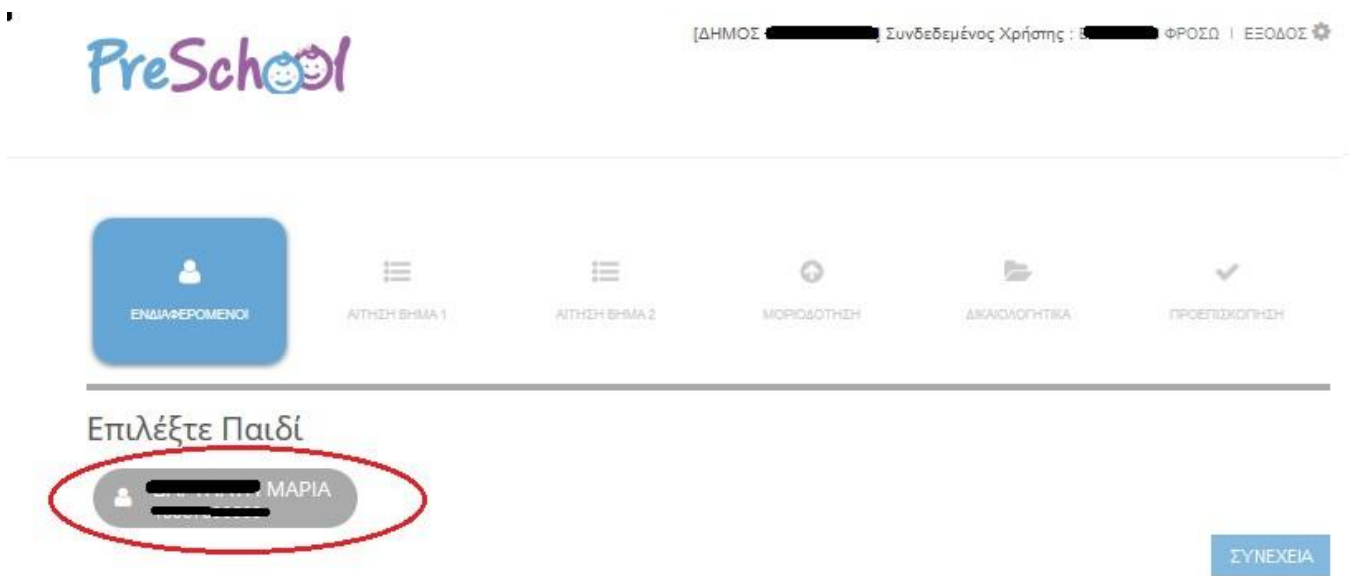 [ΔΗΜΟΣ ] Συνδεδεμένος Χρήστης : ΦΡΟΣΩ | ΕΞΟΔΟΣ
PreSchool
ΕΝΔΙΑΦΕΡΟΜΕΝΟΙ
ΑΙΤΗΣΗ ΒΗΜΑ 1
ΑΙΤΗΣΗ ΒΗΜΑ 2
ΜΟΡΙΟΔΟΤΗΣΗ
ΔΙΚΑΙΟΛΟΓΗΤΙΚΑ
ΠΡΟΕΠΙΣΚΟΠΗΣΗ
Επιλέξτε Παιδί
ΜΑΡΙΑ
ΣΥΝΕΧΕΙΑ